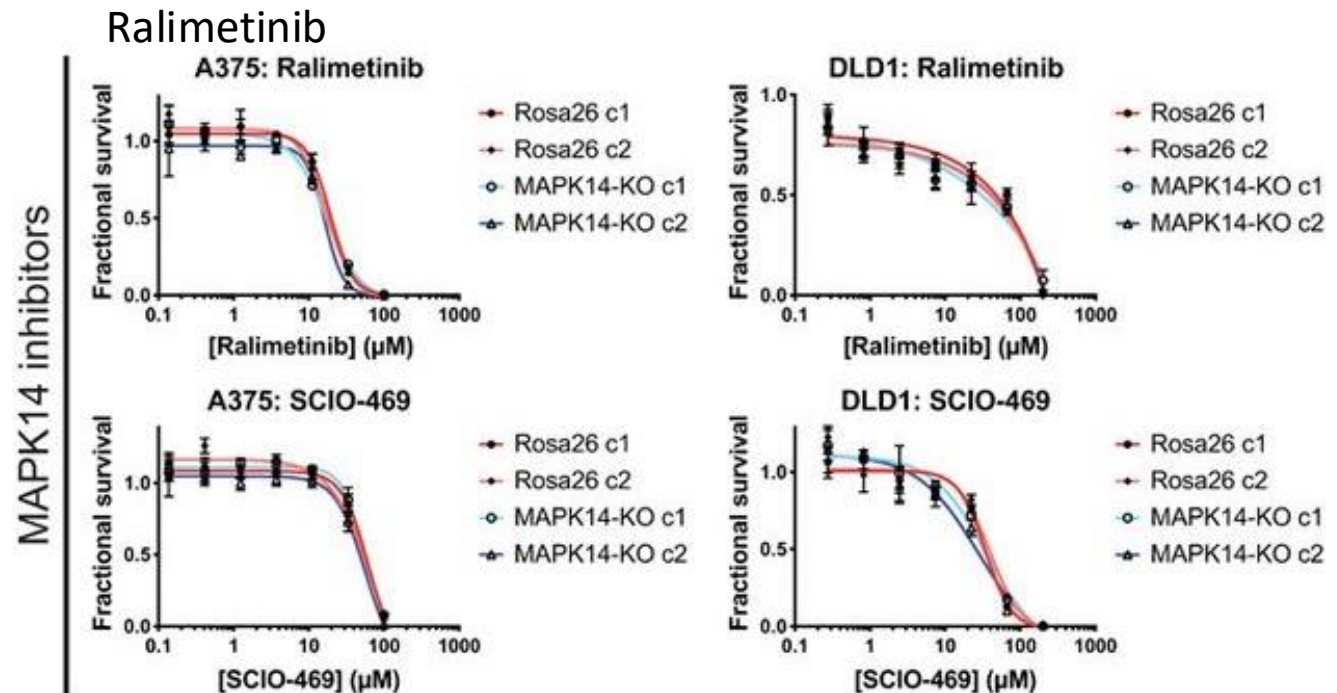 Ralimetinib
MAPK14 inhibitors
A375: Ralimetinib
Fractional survival
1.0
0.5
0.0
0.1 1 10 100 1000
[Ralimetinib] (µM)
Rosa26 c1
Rosa26 c2
MAPK14-KO c1
MAPK14-KO c2
DLD1: Ralimetinib
Fractional survival
1.0
0.5
0.0
0.1 1 10 100 1000
[Ralimetinib] (µM)
Rosa26 c1
Rosa26 c2
MAPK14-KO c1
MAPK14-KO c2
A375: SCIO-469
Fractional survival
1.0
0.5
0.0
0.1 1 10 100 1000
[SCIO-469] (µM)
Rosa26 c1
Rosa26 c2
MAPK14-KO c1
MAPK14-KO c2
DLD1: SCIO-469
Fractional survival
1.0
0.5
0.0
0.1 1 10 100 1000
[SCIO-469] (µM)
Rosa26 c1
Rosa26 c2
MAPK14-KO c1
MAPK14-KO c2